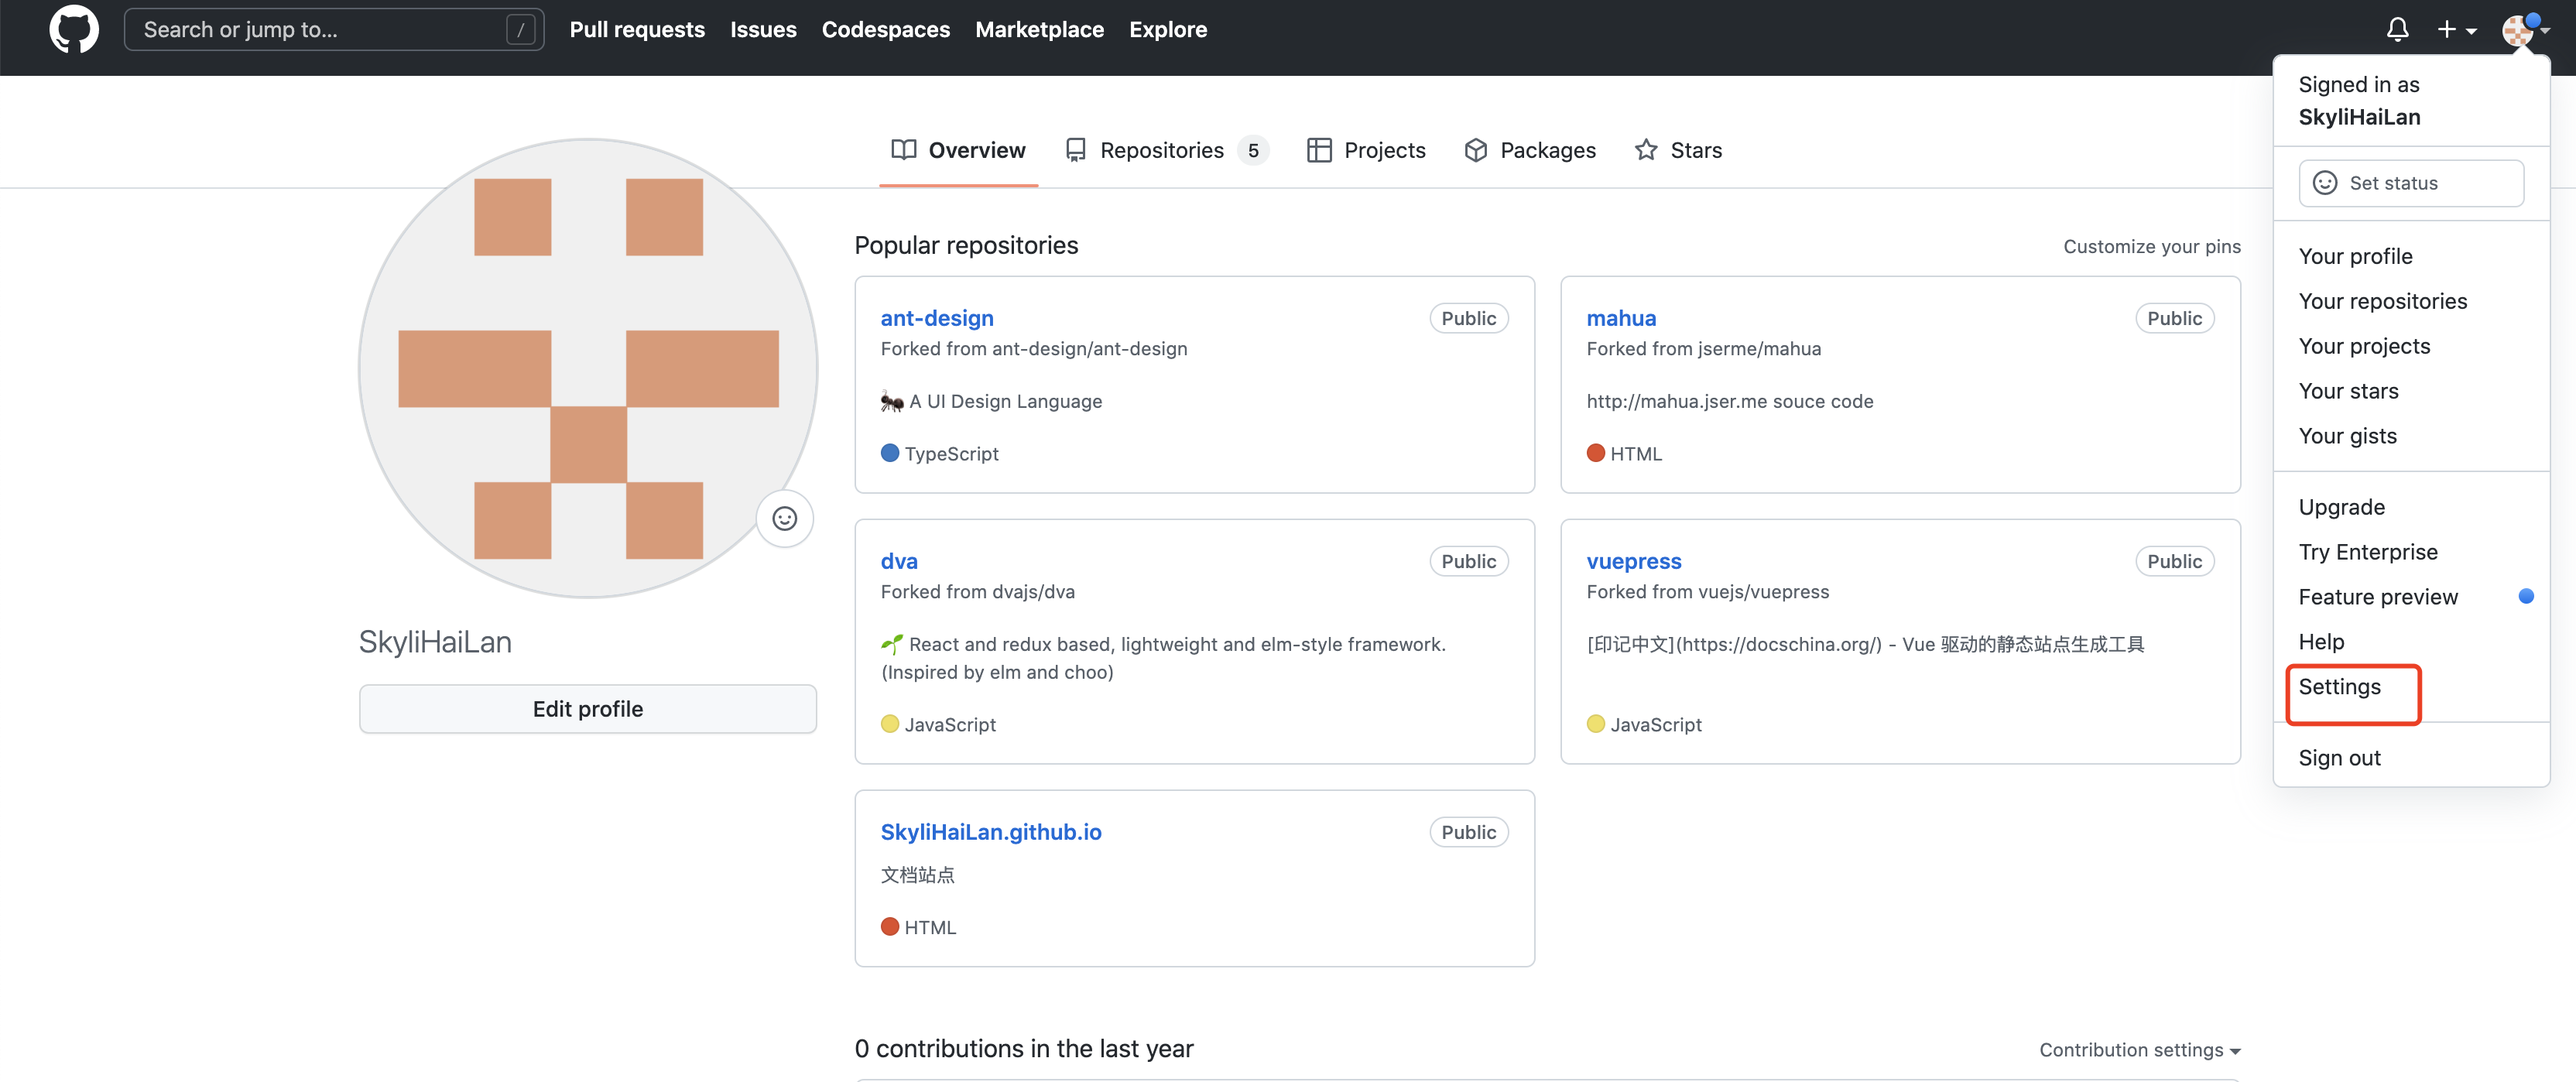 Search or jump to... /
Pull requests
Issues
Codespaces
Marketplace
Explore
Overview
Repositories 5
Projects
Packages
Stars
SkyliHaiLan
Edit profile
Popular repositories
Customize your pins
ant-design Public
Forked from ant-design/ant-design
🐜 A UI Design Language
TypeScript
mahua Public
Forked from jserme/mahua
http://mahua.jser.me souce code
HTML
dva Public
Forked from dvajs/dva
🌱 React and redux based, lightweight and elm-style framework.
(Inspired by elm and choo)
JavaScript
vuepress Public
Forked from vuejs/vuepress
[印记中文](https://docschina.org/) - Vue 驱动的静态站点生成工具
JavaScript
SkyliHaiLan.github.io Public
文档站点
HTML
0 contributions in the last year
Contribution settings
Signed in as
SkyliHaiLan
Set status
Your profile
Your repositories
Your projects
Your stars
Your gists
Upgrade
Try Enterprise
Feature preview
Help
Settings
Sign out